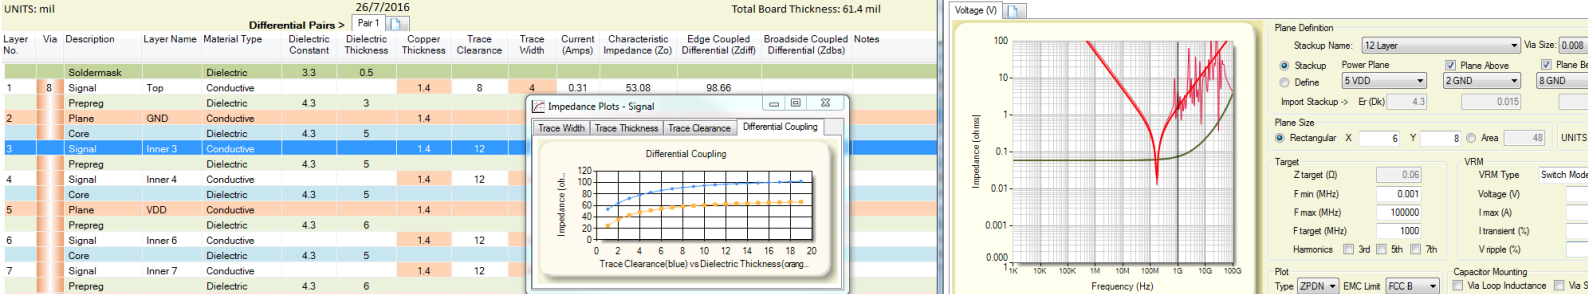 UNITS: mil 26/7/2016 Total Board Thickness: 61.4 mil
Differential Pairs > Pair 1
Layer No. Via Description Layer Name Material Type Dielectric Constant Dielectric Thickness Copper Thickness Trace Clearance Trace Width Current (Amps) Characteristic Impedance (Zo) Edge Coupled Differential (Zdiff) Broadside Coupled Differential (Zdbs) Notes
Soldermask Dielectric 3.3 0.5
1 8 Signal Top Conductive 1.4 8 4 0.31 53.08 98.66
Prepreg Dielectric 4.3 3
2 Plane GND Conductive 1.4
Core Dielectric 4.3 5
3 Signal Inner 3 Conductive 1.4 12
Prepreg Dielectric 4.3 5
4 Signal Inner 4 Conductive 1.4 12
Core Dielectric 4.3 5
5 Plane VDD Conductive 1.4
Prepreg Dielectric 4.3 6
6 Signal Inner 6 Conductive 1.4 12
Core Dielectric 4.3 5
7 Signal Inner 7 Conductive 1.4 12
Prepreg Dielectric 4.3 6
Impedance Plots - Signal
Trace Width Trace Thickness Trace Clearance Differential Coupling
Differential Coupling
Impedance (oh...
120
100
80
60
40
20
0
0 2 4 6 8 10 12 14 16 18 20
Trace Clearance(blue) vs Dielectric Thickness(orang...
Voltage (V)
Impedance (ohms)
100
10
1
0.1
0.01
0.001
0.000
1 1K 10K 100K 1M 10M 100M 1G 10G 100G
Frequency (Hz)
Plane Definition
Stackup Name: 12 Layer Via Size: 0.008
Stackup Power Plane Plane Above Plane Be
Define 5 VDD 2 GND 8 GND
Import Stackup -> Er (Dk) 4.3 0.015
Plane Size
Rectangular X 6 Y 8 Area 48 UNITS
Target
Z target (Ω) 0.06
F min (MHz) 0.001
F max (MHz) 100000
F target (MHz) 1000
Harmonics 3rd 5th 7th
VRM
VRM Type Switch Mode
Voltage (V)
I max (A)
I transient (%)
V ripple (%)
Plot
Type ZPDN EMC Limit FCC B
Capacitor Mounting
Via Loop Inductance Via S